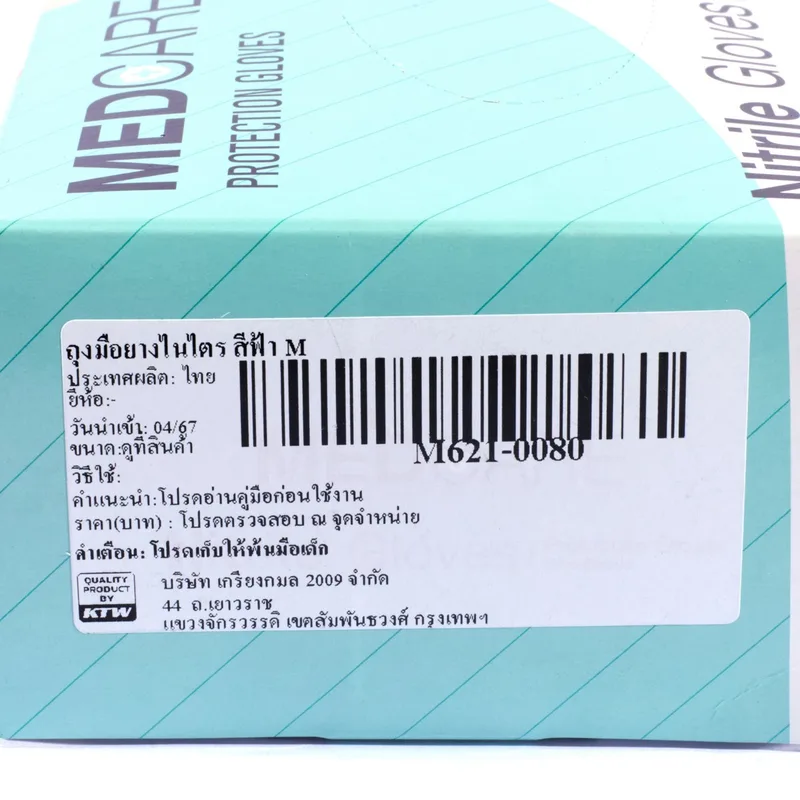 MEDCARE
PROTECTION GLOVES
Nitrile Gloves
ถุงมือยางไนไตร สีฟ้า M
ประเทศผลิต: ไทย
ยี่ห้อ:-
วันนำเข้า: 04/67
ขนาด:ดูที่สินค้า
M621-0080
วิธีใช้:
คำแนะนำ:โปรดอ่านคู่มือก่อนใช้งาน
ราคา(บาท) : โปรดตรวจสอบ ณ จุดจำหน่าย
คำเตือน: โปรดเก็บให้พ้นมือเด็ก
QUALITY
PRODUCT
BY
KTW
บริษัท เกรียงกมล 2009 จำกัด
44 ถ.เยาวราช
แขวงจักรวรรดิ เขตสัมพันธวงศ์ กรุงเทพฯ